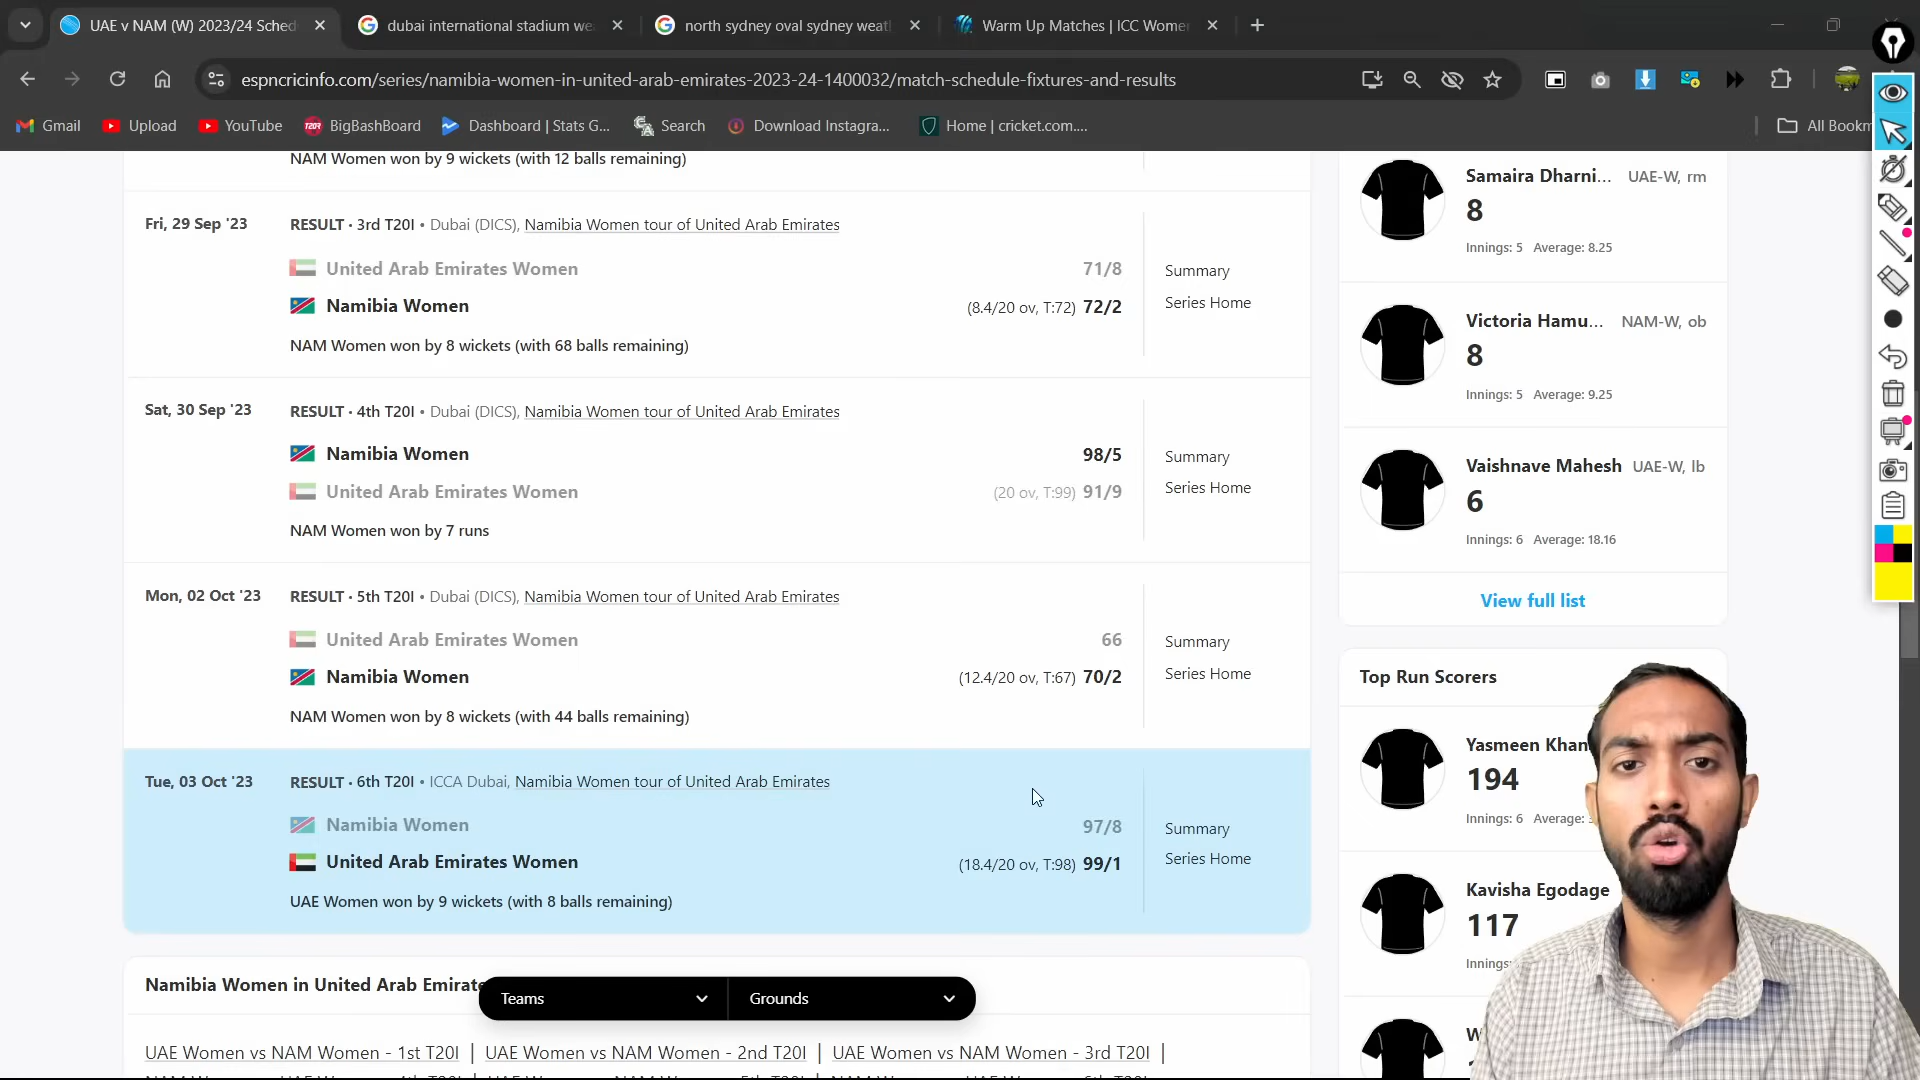 UAE v NAM (W) 2023/24 Sched
dubai international stadium we
north sydney oval sydney weat
Warm Up Matches | ICC Women
espncricinfo.com/series/namibia-women-in-united-arab-emirates-2023-24-1400032/match-schedule-fixtures-and-results
Gmail
Upload
YouTube
BigBashBoard
Dashboard | Stats G...
Search
Download Instagra...
Home | cricket.com....
All Bookm
NAM Women won by 9 wickets (with 12 balls remaining)
Fri, 29 Sep '23
RESULT • 3rd T20I • Dubai (DICS), Namibia Women tour of United Arab Emirates
United Arab Emirates Women 71/8
Namibia Women (8.4/20 ov, T:72) 72/2
NAM Women won by 8 wickets (with 68 balls remaining)
Summary
Series Home
Sat, 30 Sep '23
RESULT • 4th T20I • Dubai (DICS), Namibia Women tour of United Arab Emirates
Namibia Women 98/5
United Arab Emirates Women (20 ov, T:99) 91/9
NAM Women won by 7 runs
Summary
Series Home
Mon, 02 Oct '23
RESULT • 5th T20I • Dubai (DICS), Namibia Women tour of United Arab Emirates
United Arab Emirates Women 66
Namibia Women (12.4/20 ov, T:67) 70/2
NAM Women won by 8 wickets (with 44 balls remaining)
Summary
Series Home
Tue, 03 Oct '23
RESULT • 6th T20I • ICCA Dubai, Namibia Women tour of United Arab Emirates
Namibia Women 97/8
United Arab Emirates Women (18.4/20 ov, T:98) 99/1
UAE Women won by 9 wickets (with 8 balls remaining)
Summary
Series Home
Namibia Women in United Arab Emirate
Teams
Grounds
UAE Women vs NAM Women - 1st T20I | UAE Women vs NAM Women - 2nd T20I | UAE Women vs NAM Women - 3rd T20I |
Samaira Dharni... UAE-W, rm
8
Innings: 5 Average: 8.25
Victoria Hamu... NAM-W, ob
8
Innings: 5 Average: 9.25
Vaishnave Mahesh UAE-W, lb
6
Innings: 6 Average: 18.16
View full list
Top Run Scorers
Yasmeen Khan
194
Innings: 6 Average:
Kavisha Egodage
117
Innings
W